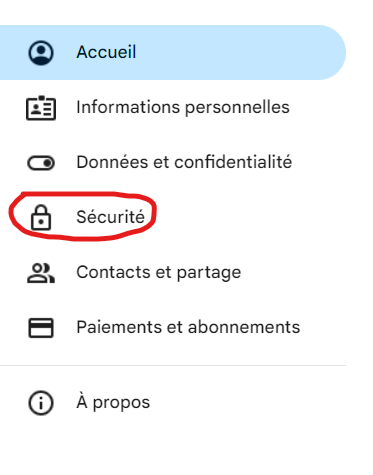 Accueil
Informations personnelles
Données et confidentialité
Sécurité
Contacts et partage
Paiements et abonnements
À propos